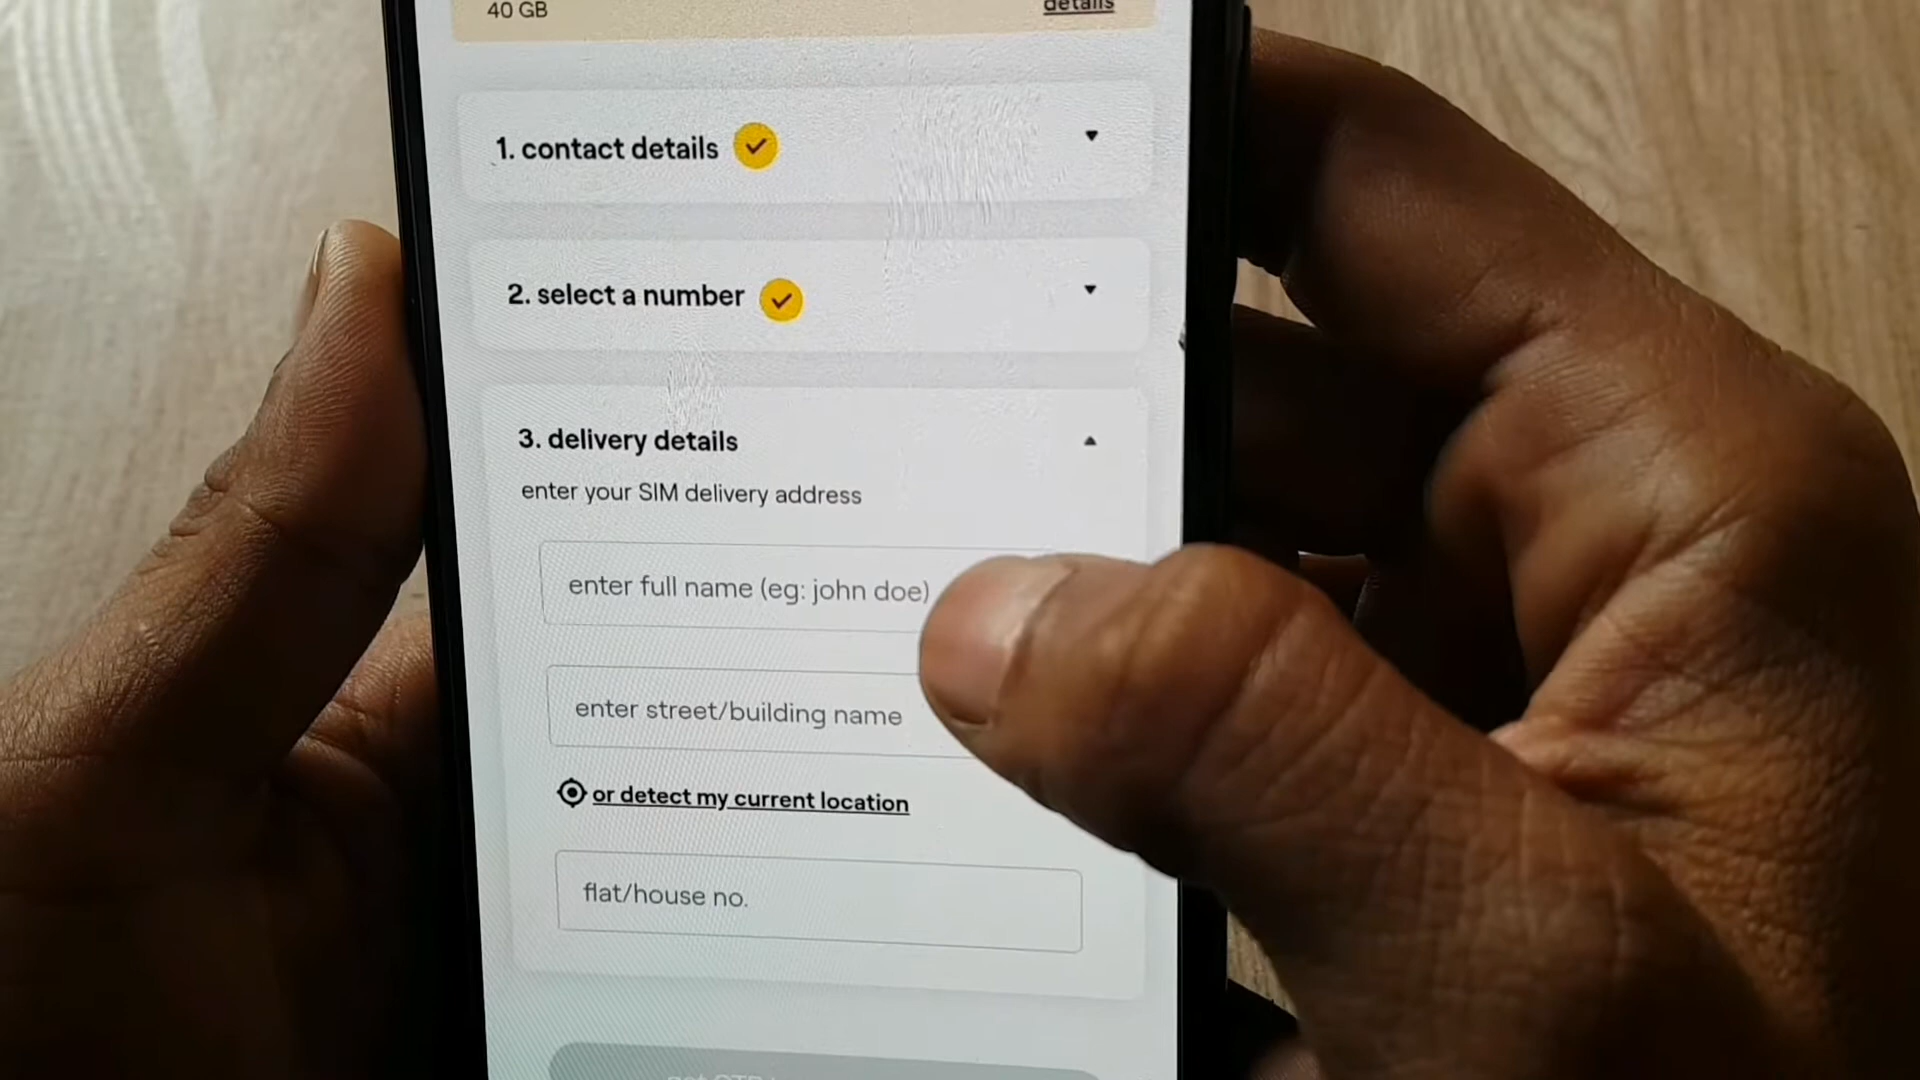 40 GB
details
1. contact details
2. select a number
3. delivery details
enter your SIM delivery address
enter full name (eg: john doe)
enter street/building name
or detect my current location
flat/house no.